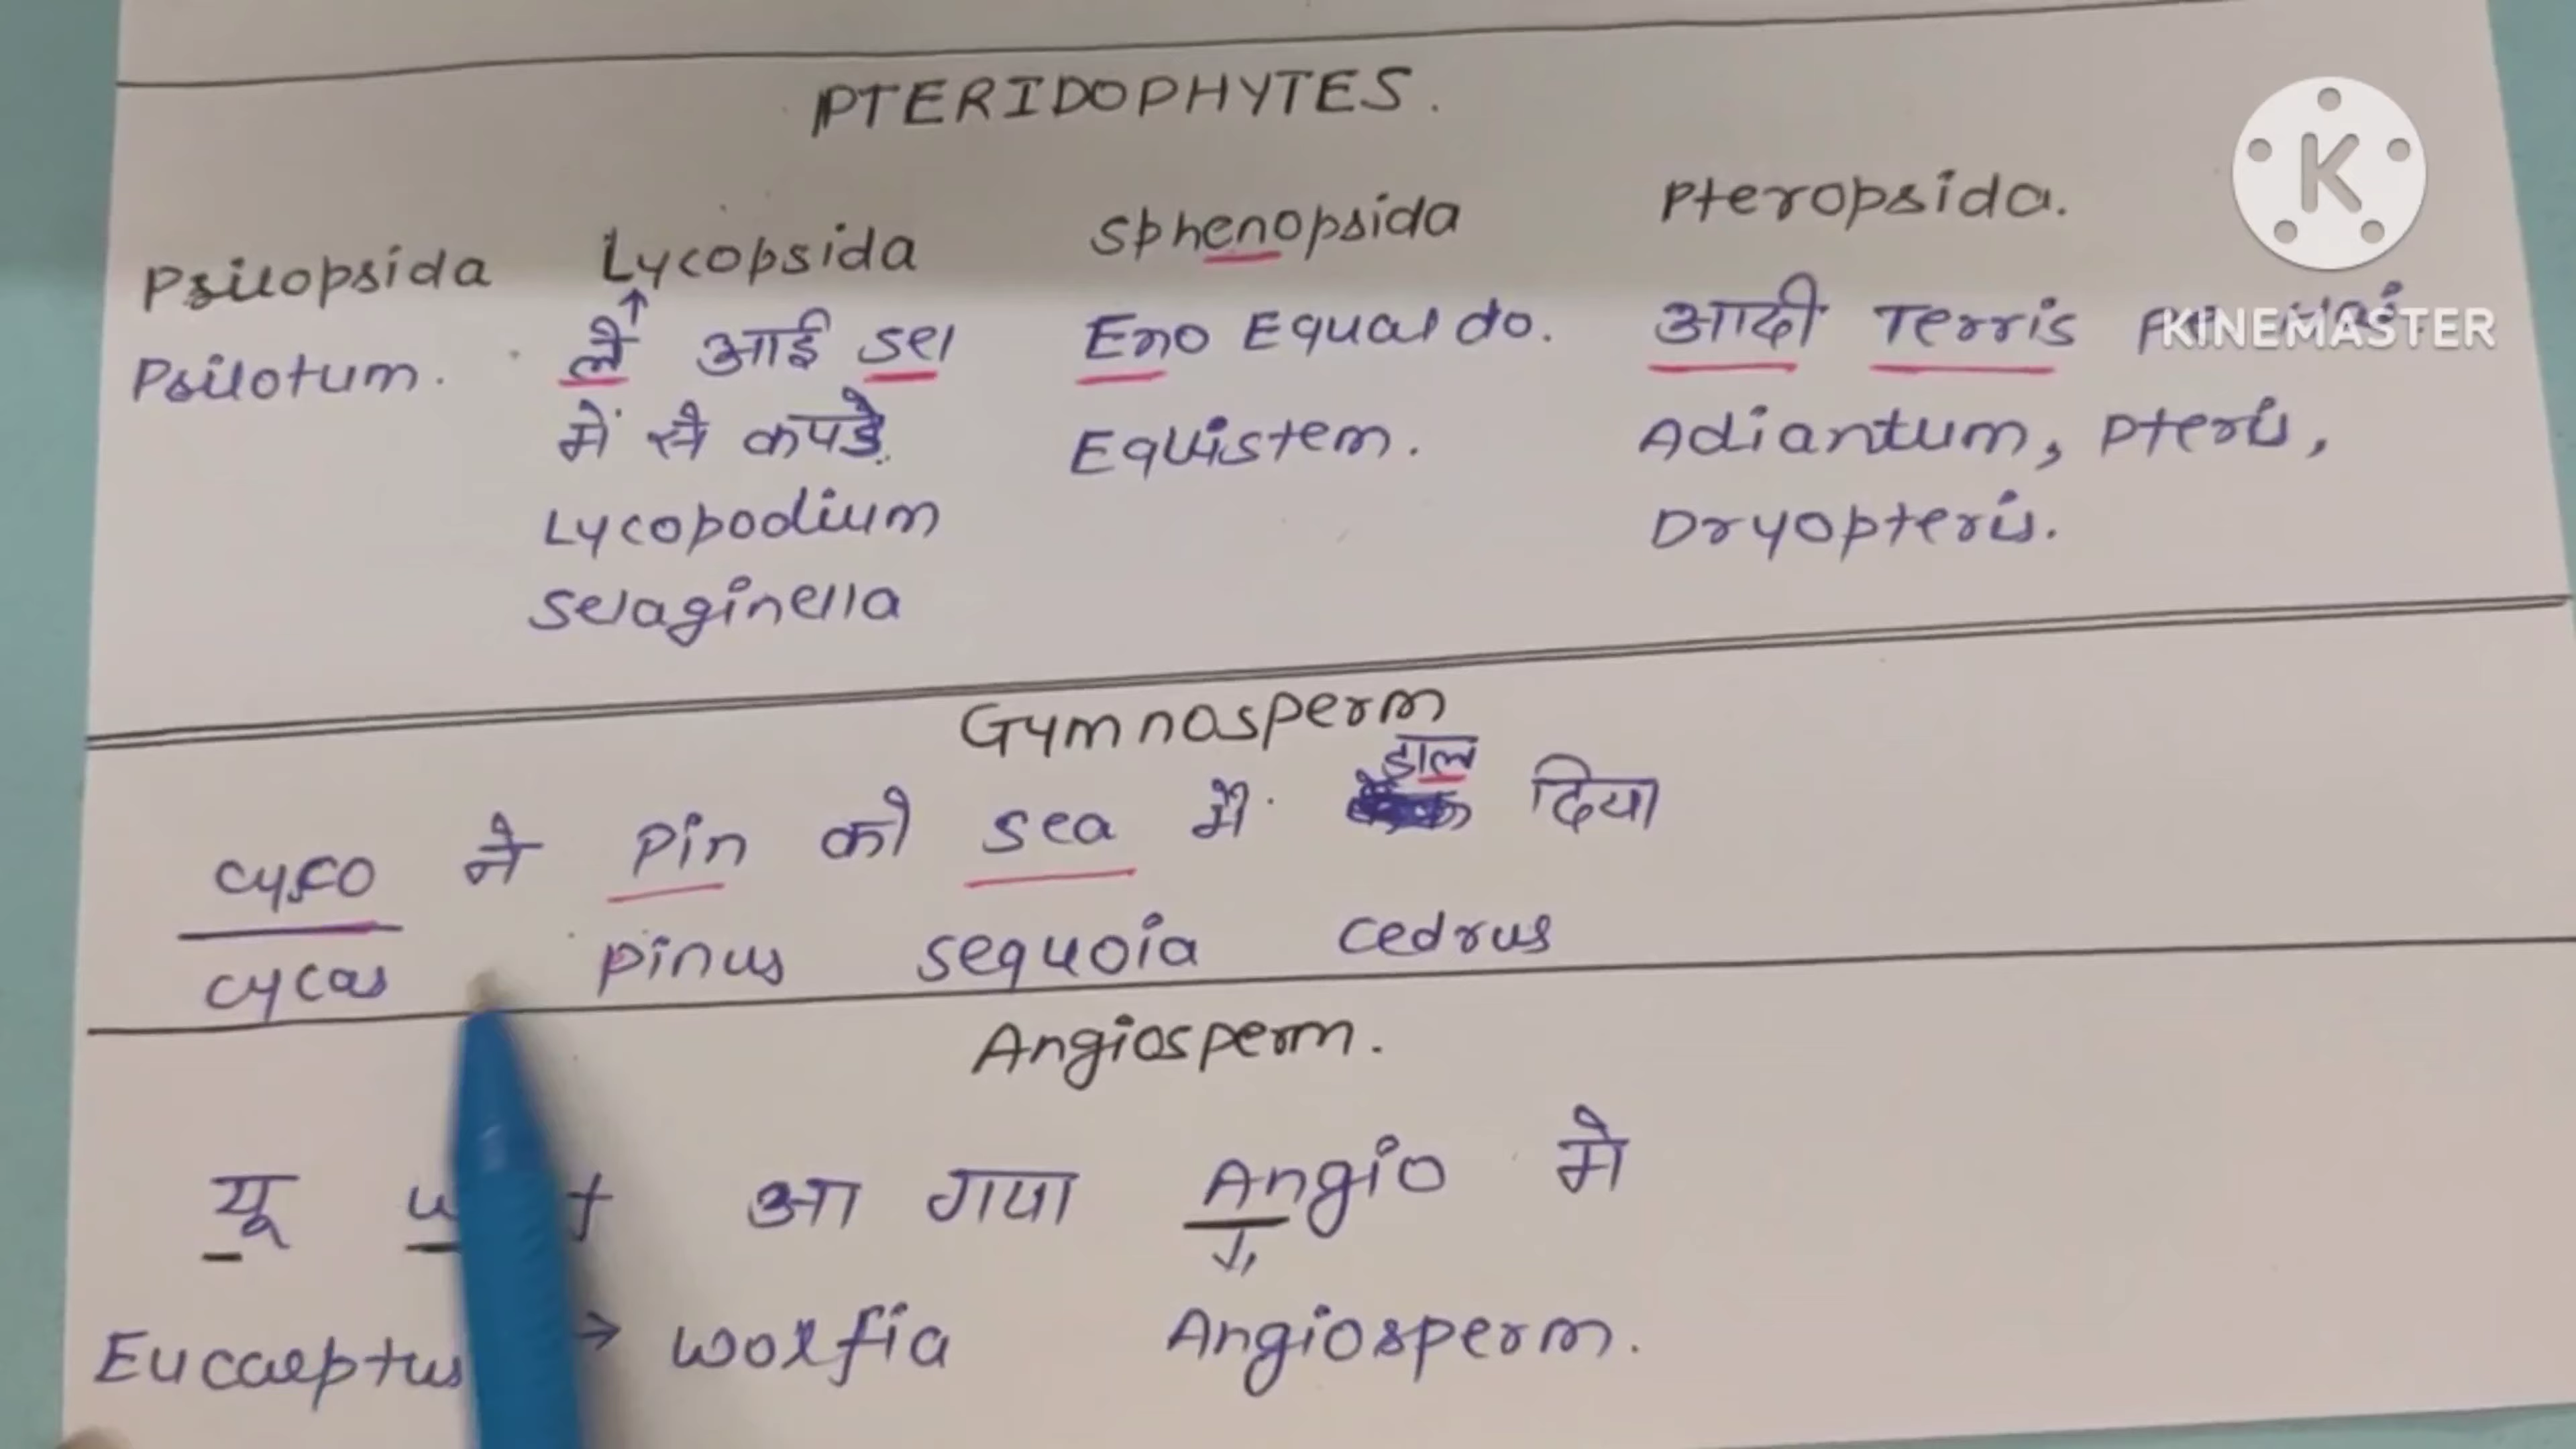 PTERIDOPHYTES.
Psilopsida Lycopsida Sphenopsida Pteropsida.
Psilotum. ले आई sel Eno Equal do. आदी Terris
में से कपड़े Equistem. Adiantum, Pteris,
Lycopodium Dryopteris.
Selaginella
Gymnosperm
डाल
cyco ने Pin को sea में दिया
cycas pinus sequoia cedrus
Angiosperm.
यू आ गया Angio मे
Eucaeptus → wolfia Angiosperm.
K
KINEMASTER